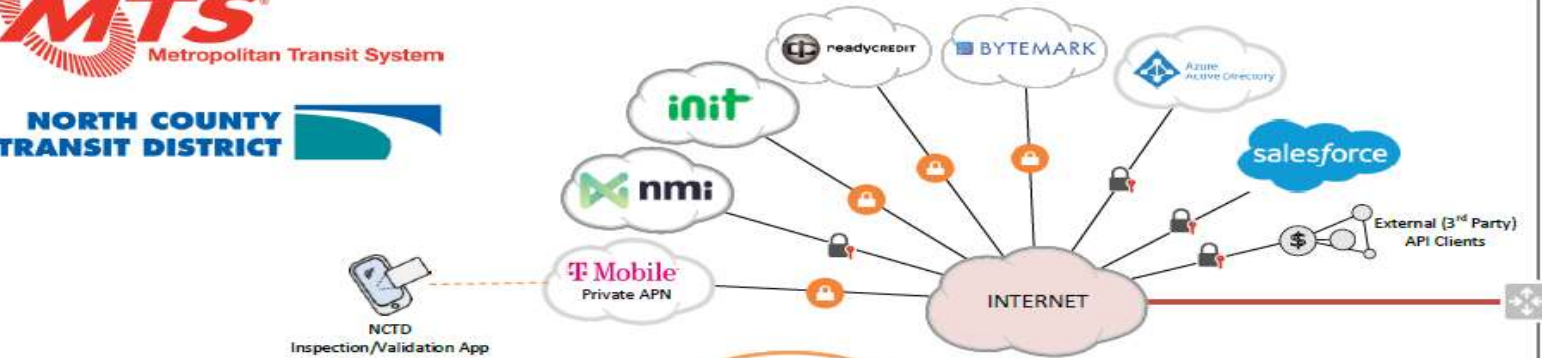 MTS
Metropolitan Transit System
NORTH COUNTY
TRANSIT DISTRICT
readyCREDIT
BYTEMARK
Azure
Active Directory
init
salesforce
nmi
External (3rd Party)
API Clients
T Mobile
Private APN
INTERNET
NCTD
Inspection/Validation App